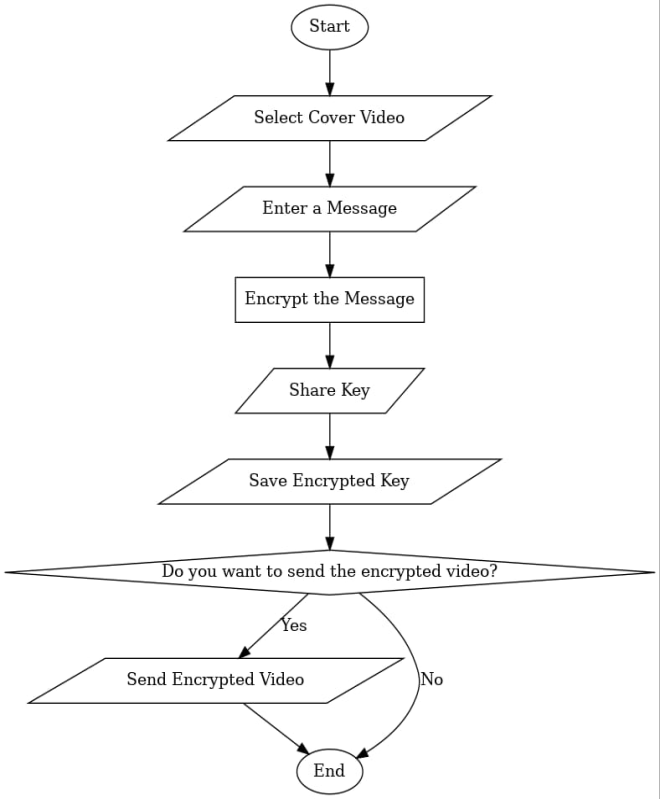 Start
Select Cover Video
Enter a Message
Encrypt the Message
Share Key
Save Encrypted Key
Do you want to send the encrypted video?
Yes
Send Encrypted Video
No
End